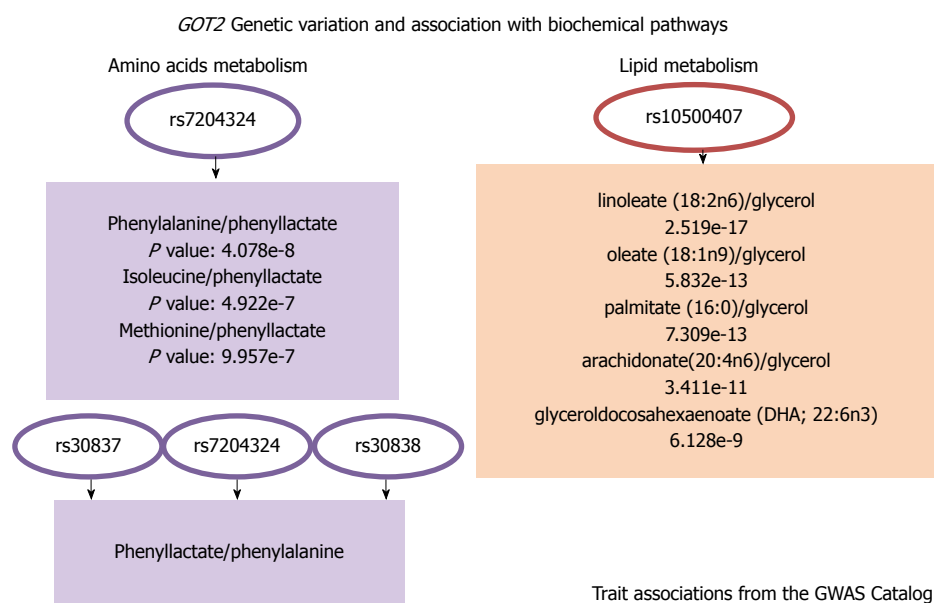 GOT2 Genetic variation and association with biochemical pathways
Amino acids metabolism
rs7204324
Phenylalanine/phenyllactate
P value: 4.078e-8
Isoleucine/phenyllactate
P value: 4.922e-7
Methionine/phenyllactate
P value: 9.957e-7
rs30837
rs7204324
rs30838
Phenyllactate/phenylalanine
Lipid metabolism
rs10500407
linoleate (18:2n6)/glycerol
2.519e-17
oleate (18:1n9)/glycerol
5.832e-13
palmitate (16:0)/glycerol
7.309e-13
arachidonate(20:4n6)/glycerol
3.411e-11
glyceroldocosahexaenoate (DHA; 22:6n3)
6.128e-9
Trait associations from the GWAS Catalog